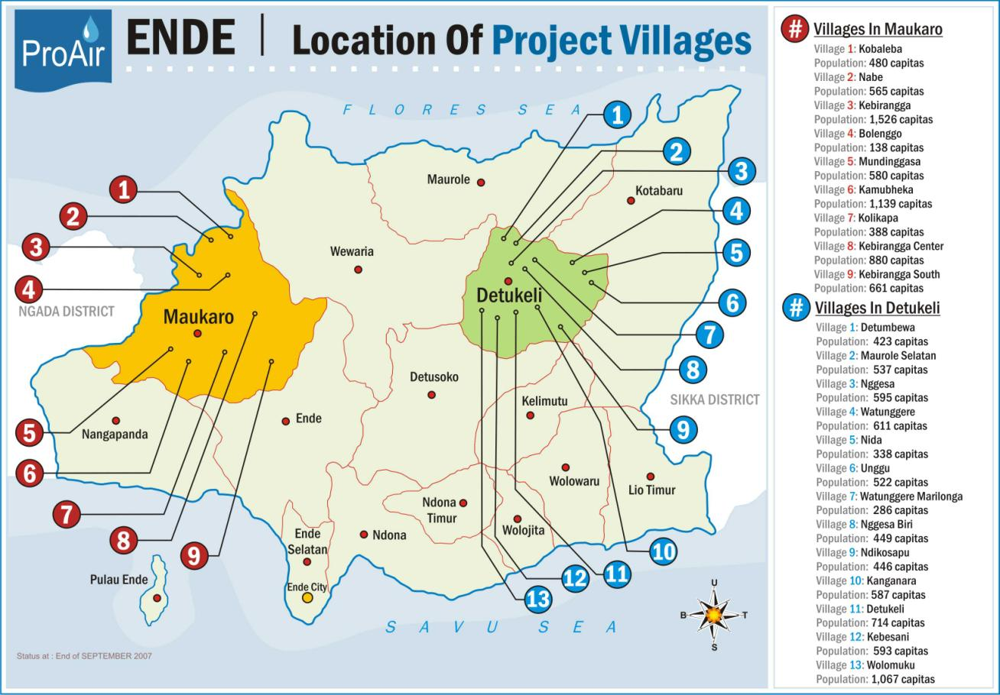 ProAir
ENDE | Location Of Project Villages
FLORES SEA
1
2
3
4
5
6
7
8
9
10
11
12
13
1
2
3
4
5
6
7
8
9
Maurole
Kotabaru
Wewaria
Detukeli
NGADA DISTRICT
Maukaro
Detusoko
Kelimutu
SIKKA DISTRICT
Nangapanda
Ende
Wolowaru
Lio Timur
Ndona
Timur
Wolojita
Ende
Selatan
Ndona
Pulau Ende
Ende City
SAVU SEA
U
B
T
S
Status at : End of SEPTEMBER 2007
# Villages In Maukaro
Village 1: Kobaleba
Population: 480 capitas
Village 2: Nabe
Population: 565 capitas
Village 3: Kebirangga
Population: 1,526 capitas
Village 4: Bolenggo
Population: 138 capitas
Village 5: Mundinggasa
Population: 580 capitas
Village 6: Kamubheka
Population: 1,139 capitas
Village 7: Kolikapa
Population: 388 capitas
Village 8: Kebirangga Center
Population: 880 capitas
Village 9: Kebirangga South
Population: 661 capitas
# Villages In Detukeli
Village 1: Detumbewa
Population: 423 capitas
Village 2: Maurole Selatan
Population: 537 capitas
Village 3: Nggesa
Population: 595 capitas
Village 4: Watunggere
Population: 611 capitas
Village 5: Nida
Population: 338 capitas
Village 6: Unggu
Population: 522 capitas
Village 7: Watunggere Marilonga
Population: 286 capitas
Village 8: Nggesa Biri
Population: 449 capitas
Village 9: Ndikosapu
Population: 446 capitas
Village 10: Kanganara
Population: 587 capitas
Village 11: Detukeli
Population: 714 capitas
Village 12: Kebesani
Population: 593 capitas
Village 13: Wolomuku
Population: 1,067 capitas